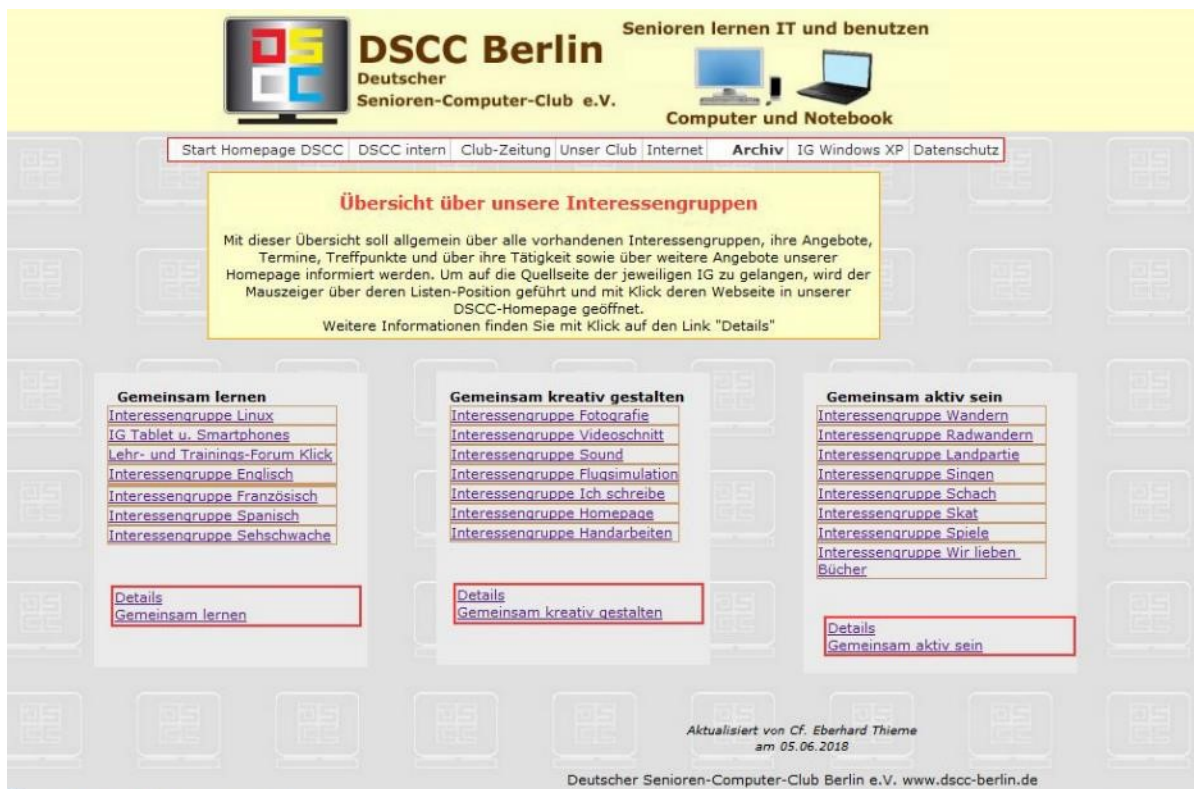 DSCC
DSCC Berlin
Deutscher
Senioren-Computer-Club e.V.
Senioren lernen IT und benutzen
Computer und Notebook
Start Homepage DSCC DSCC intern Club-Zeitung Unser Club Internet Archiv IG Windows XP Datenschutz
Übersicht über unsere Interessengruppen
Mit dieser Übersicht soll allgemein über alle vorhandenen Interessengruppen, ihre Angebote,
Termine, Treffpunkte und über ihre Tätigkeit sowie über weitere Angebote unserer
Homepage informiert werden. Um auf die Quellseite der jeweiligen IG zu gelangen, wird der
Mauszeiger über deren Listen-Position geführt und mit Klick deren Webseite in unserer
DSCC-Homepage geöffnet.
Weitere Informationen finden Sie mit Klick auf den Link "Details"
Gemeinsam lernen
Interessengruppe Linux
IG Tablet u. Smartphones
Lehr- und Trainings-Forum Klick
Interessengruppe Englisch
Interessengruppe Französisch
Interessengruppe Spanisch
Interessengruppe Sehschwache
Details
Gemeinsam lernen
Gemeinsam kreativ gestalten
Interessengruppe Fotografie
Interessengruppe Videoschnitt
Interessengruppe Sound
Interessengruppe Flugsimulation
Interessengruppe Ich schreibe
Interessengruppe Homepage
Interessengruppe Handarbeiten
Details
Gemeinsam kreativ gestalten
Gemeinsam aktiv sein
Interessengruppe Wandern
Interessengruppe Radwandern
Interessengruppe Landpartie
Interessengruppe Singen
Interessengruppe Schach
Interessengruppe Skat
Interessengruppe Spiele
Interessengruppe Wir lieben
Bücher
Details
Gemeinsam aktiv sein
Aktualisiert von Cf. Eberhard Thieme
am 05.06.2018
Deutscher Senioren-Computer-Club Berlin e.V. www.dscc-berlin.de